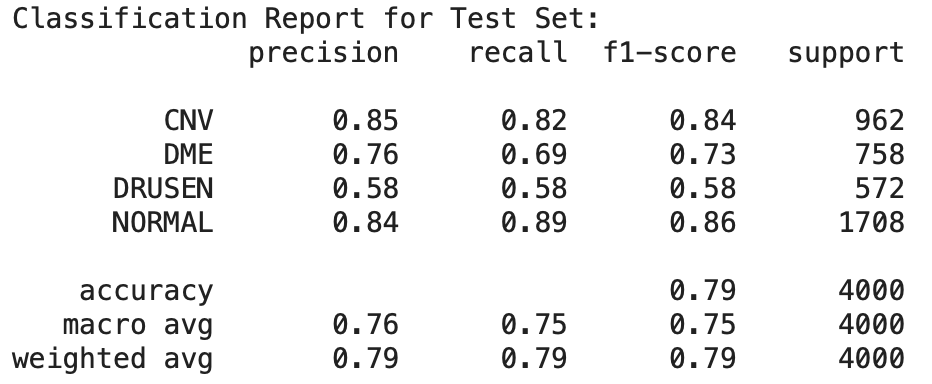 Classification Report for Test Set:
precision recall f1-score support
CNV 0.85 0.82 0.84 962
DME 0.76 0.69 0.73 758
DRUSEN 0.58 0.58 0.58 572
NORMAL 0.84 0.89 0.86 1708
accuracy 0.79 4000
macro avg 0.76 0.75 0.75 4000
weighted avg 0.79 0.79 0.79 4000